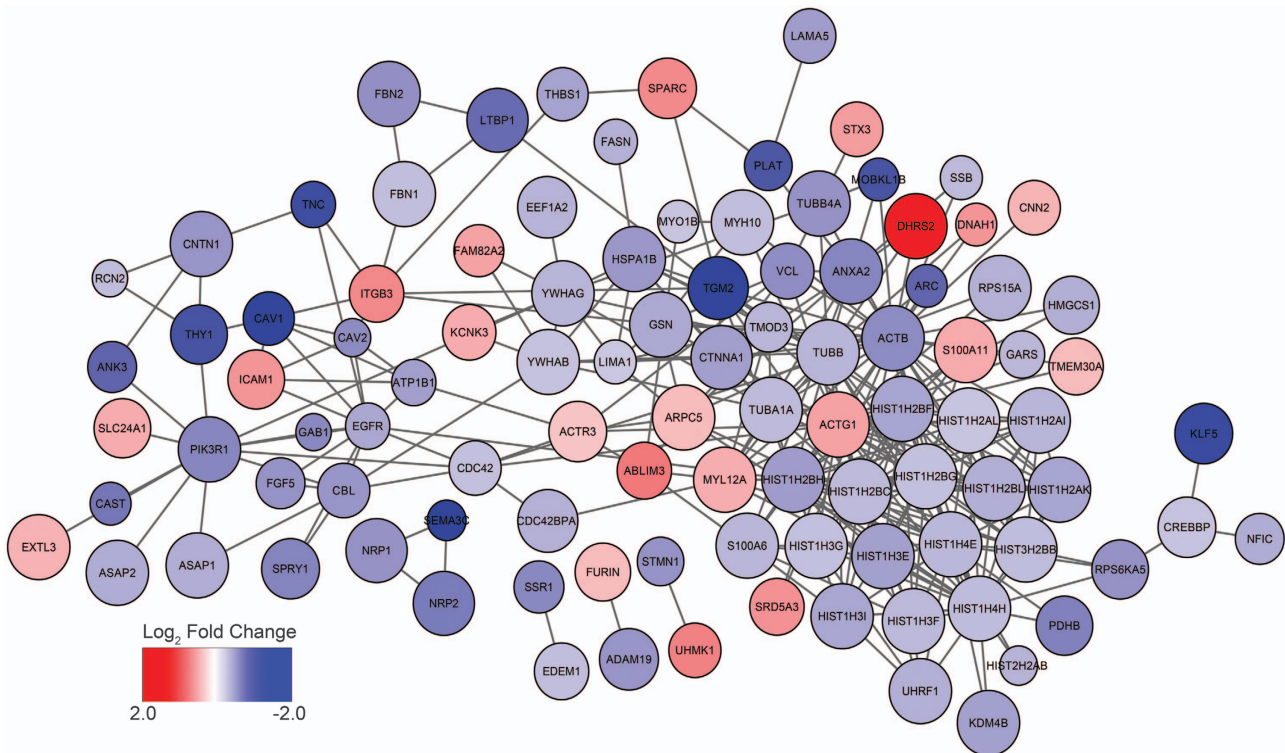 LAMA5
FBN2
THBS1
SPARC
LTBP1
STX3
FASN
PLAT
MOBKL1B
SSB
FBN1
TNC
EEF1A2
MYO1B
MYH10
TUBB4A
DHRS2
DNAH1
CNN2
CNTN1
FAM82A2
HSPA1B
RCN2
ITGB3
YWHAG
TGM2
VCL
ANXA2
ARC
RPS15A
HMGCS1
THY1
CAV1
CAV2
KCNK3
GSN
TMOD3
TUBB
ACTB
S100A11
GARS
ANK3
ICAM1
ATP1B1
YWHAB
LIMA1
CTNNA1
TMEM30A
SLC24A1
PIK3R1
GAB1
EGFR
ACTR3
ARPC5
TUBA1A
ACTG1
HIST1H2BF
HIST1H2AL
HIST1H2AI
KLF5
CAST
FGF5
CBL
CDC42
ABLIM3
MYL12A
HIST1H2BH
HIST1H2BC
HIST1H2BG
HIST1H2BL
HIST1H2AK
EXTL3
ASAP2
ASAP1
SPRY1
NRP1
SEMA3C
CDC42BPA
S100A6
HIST1H3G
HIST1H3E
HIST1H4E
HIST3H2BB
CREBBP
NFIC
NRP2
SSR1
FURIN
STMN1
SRD5A3
HIST1H3I
HIST1H3F
HIST1H4H
RPS6KA5
PDHB
EDEM1
ADAM19
UHMK1
UHRF1
HIST2H2AB
KDM4B
Log2 Fold Change
2.0 -2.0